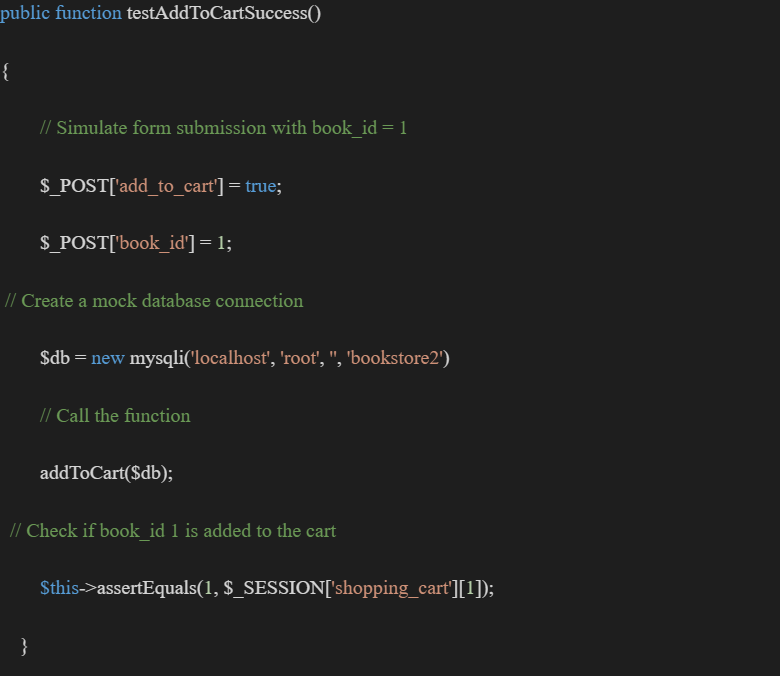 public function testAddToCartSuccess()
{
// Simulate form submission with book_id = 1
$_POST['add_to_cart'] = true;
$_POST['book_id'] = 1;
// Create a mock database connection
$db = new mysqli('localhost', 'root', '', 'bookstore2')
// Call the function
addToCart($db);
// Check if book_id 1 is added to the cart
$this->assertEquals(1, $_SESSION['shopping_cart'][1]);
}